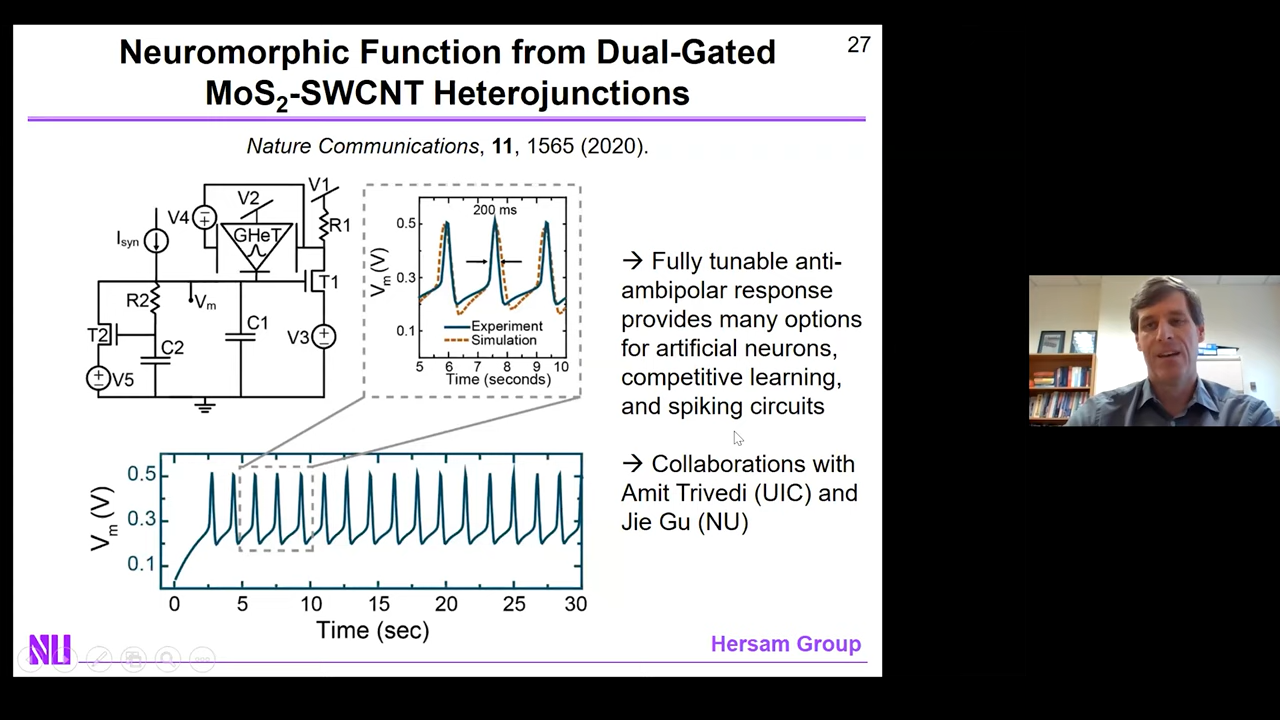 Neuromorphic Function from Dual-Gated
MoS₂-SWCNT Heterojunctions
27
Nature Communications, 11, 1565 (2020).
V1
V2
V4
R1
GHeT
Isyn
T1
R2
Vm
C1
T2
C2
V3
V5
200 ms
0.5
0.3
0.1
Vm (V)
Experiment
Simulation
5 6 7 8 9 10
Time (seconds)
→ Fully tunable anti-
ambipolar response
provides many options
for artificial neurons,
competitive learning,
and spiking circuits
→ Collaborations with
Amit Trivedi (UIC) and
Jie Gu (NU)
0.5
0.3
0.1
Vm (V)
0 5 10 15 20 25 30
Time (sec)
NU
Hersam Group